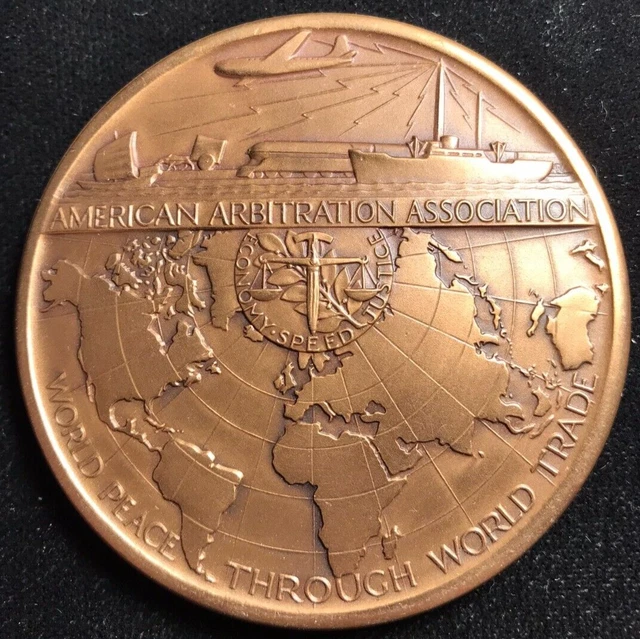 AMERICAN ARBITRATION ASSOCIATION
ECONOMY · SPEED JUSTICE
WORLD PEACE THROUGH WORLD TRADE